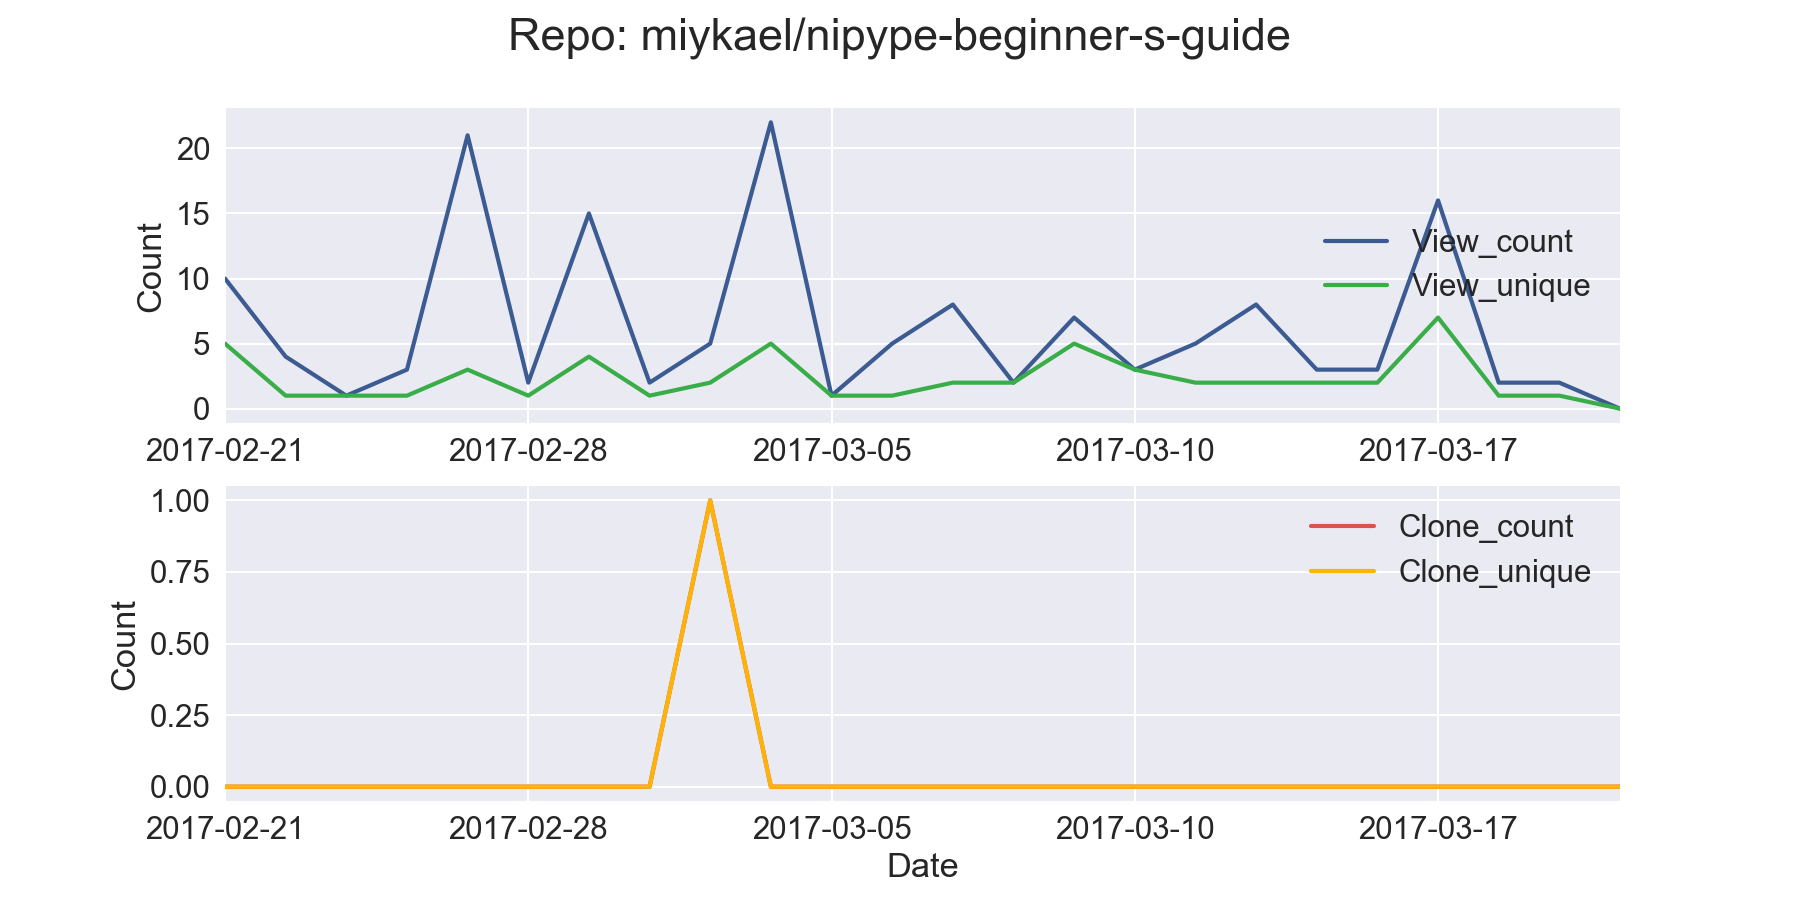 Repo: miykael/nipype-beginner-s-guide
20
15
10
5
0
Count
View_count
View_unique
2017-02-21 2017-02-28 2017-03-05 2017-03-10 2017-03-17
1.00
0.75
0.50
0.25
0.00
Count
Clone_count
Clone_unique
2017-02-21 2017-02-28 2017-03-05 2017-03-10 2017-03-17
Date